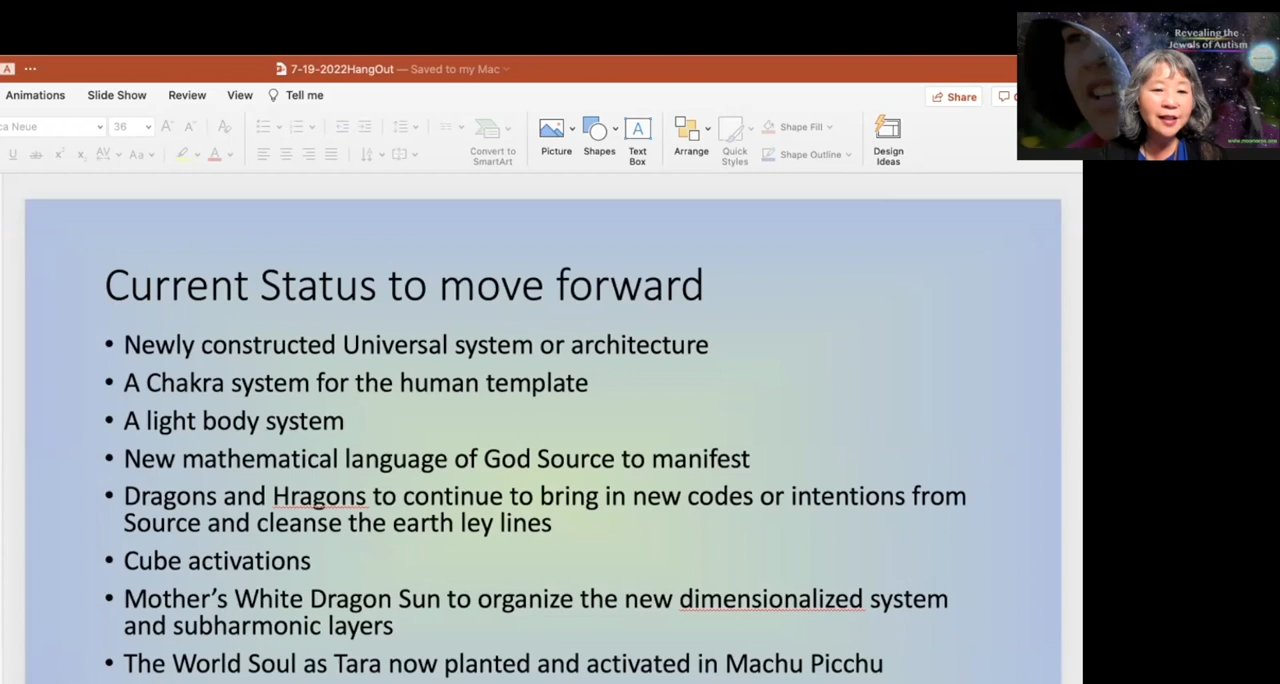 Revealing the
Jewels of Autism
A ...
7-19-2022HangOut — Saved to my Mac
Animations Slide Show Review View Tell me
Share
ca Neue 36
Convert to
SmartArt
Picture
Shapes
Text
Box
Arrange
Quick
Styles
Shape Fill
Shape Outline
Design
Ideas
Current Status to move forward
• Newly constructed Universal system or architecture
• A Chakra system for the human template
• A light body system
• New mathematical language of God Source to manifest
• Dragons and Hragons to continue to bring in new codes or intentions from
Source and cleanse the earth ley lines
• Cube activations
• Mother's White Dragon Sun to organize the new dimensionalized system
and subharmonic layers
• The World Soul as Tara now planted and activated in Machu Picchu